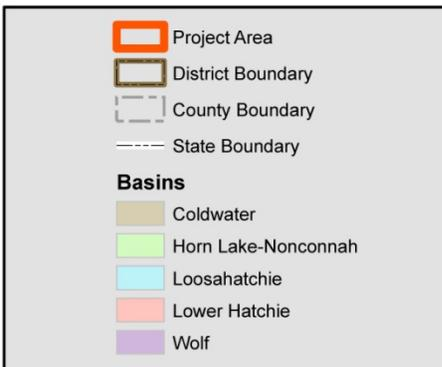 Project Area
District Boundary
County Boundary
State Boundary
Basins
Coldwater
Horn Lake-Nonconnah
Loosahatchie
Lower Hatchie
Wolf